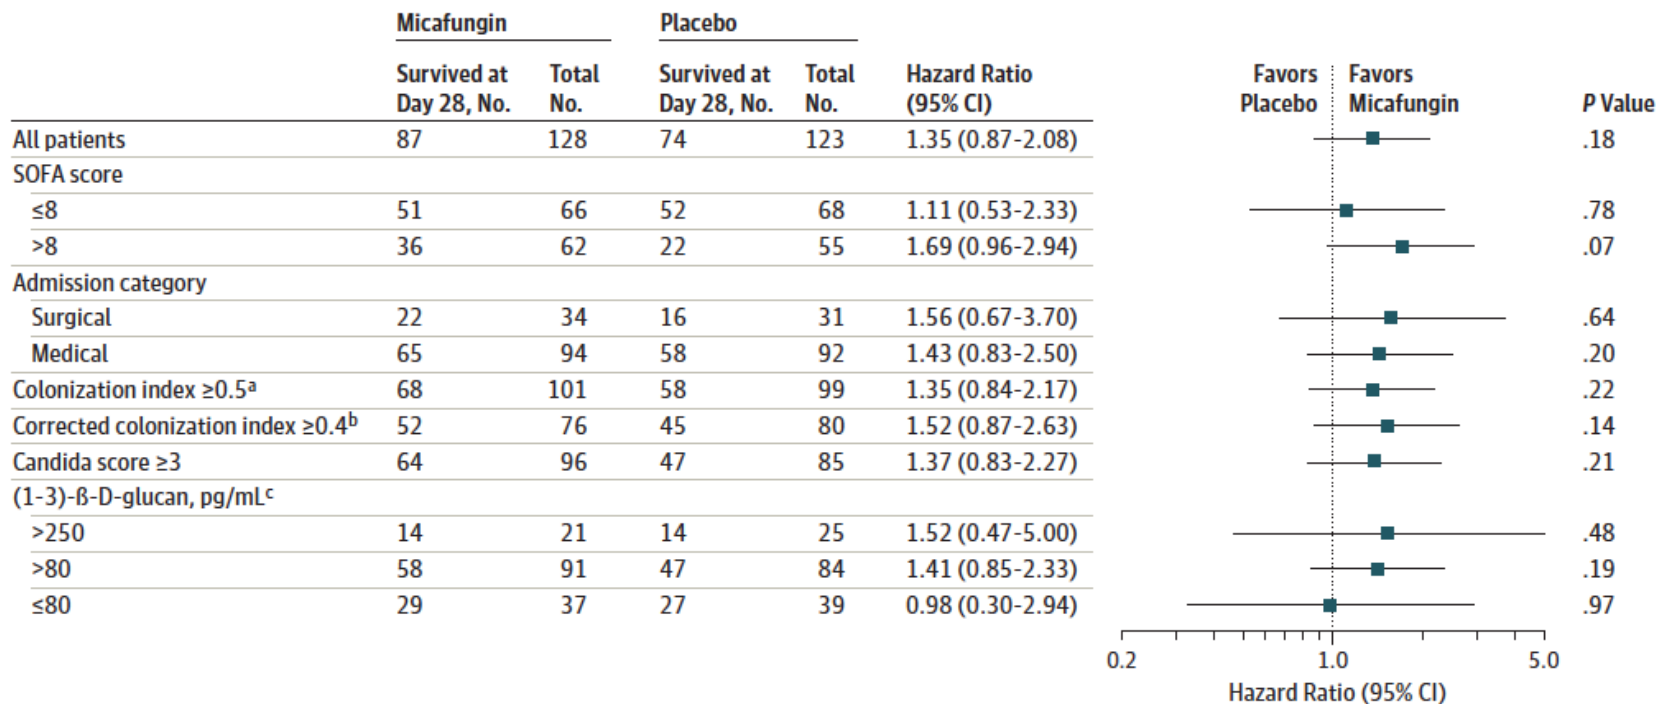 Micafungin Placebo
Survived at Day 28, No. Total No. Survived at Day 28, No. Total No. Hazard Ratio (95% CI) Favors Placebo Favors Micafungin P Value
All patients 87 128 74 123 1.35 (0.87-2.08) .18
SOFA score
≤8 51 66 52 68 1.11 (0.53-2.33) .78
>8 36 62 22 55 1.69 (0.96-2.94) .07
Admission category
Surgical 22 34 16 31 1.56 (0.67-3.70) .64
Medical 65 94 58 92 1.43 (0.83-2.50) .20
Colonization index ≥0.5a 68 101 58 99 1.35 (0.84-2.17) .22
Corrected colonization index ≥0.4b 52 76 45 80 1.52 (0.87-2.63) .14
Candida score ≥3 64 96 47 85 1.37 (0.83-2.27) .21
(1-3)-ß-D-glucan, pg/mLc
>250 14 21 14 25 1.52 (0.47-5.00) .48
>80 58 91 47 84 1.41 (0.85-2.33) .19
≤80 29 37 27 39 0.98 (0.30-2.94) .97
0.2 1.0 5.0
Hazard Ratio (95% CI)